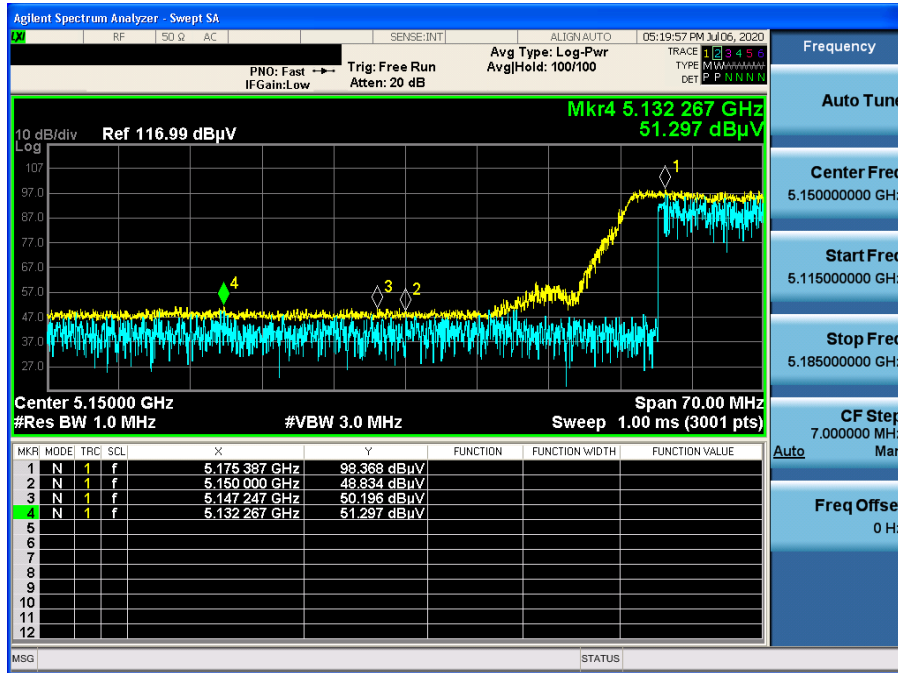 Agilent Spectrum Analyzer - Swept SA
LXI RF 50 Ω AC SENSE:INT ALIGN AUTO 05:19:57 PM Jul 06, 2020
Frequency
PNO: Fast Trig: Free Run Avg Type: Log-Pwr TRACE 1 2 3 4 5 6
IFGain:Low Atten: 20 dB Avg|Hold: 100/100 TYPE M
DET P P N N N N
Auto Tune
Mkr4 5.132 267 GHz
51.297 dBµV
10 dB/div Ref 116.99 dBµV
Log
107
97.0
87.0
77.0
67.0
57.0
47.0
37.0
27.0
1
4
3
2
Center 5.15000 GHz Span 70.00 MHz
#Res BW 1.0 MHz #VBW 3.0 MHz Sweep 1.00 ms (3001 pts)
Center Freq
5.150000000 GHz
Start Freq
5.115000000 GHz
Stop Freq
5.185000000 GHz
CF Step
7.000000 MHz
Auto Man
Freq Offset
0 Hz
MKR MODE TRC SCL X Y FUNCTION FUNCTION WIDTH FUNCTION VALUE
1 N 1 f 5.175 387 GHz 98.368 dBµV
2 N 1 f 5.150 000 GHz 48.834 dBµV
3 N 1 f 5.147 247 GHz 50.196 dBµV
4 N 1 f 5.132 267 GHz 51.297 dBµV
5
6
7
8
9
10
11
12
MSG STATUS